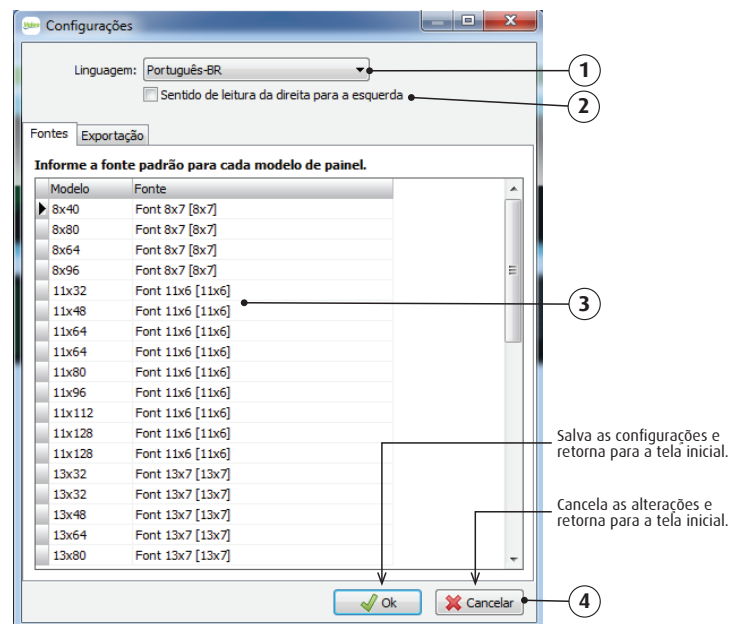 Configurações
Linguagem: Português-BR
1
Sentido de leitura da direita para a esquerda
2
Fontes Exportação
Informe a fonte padrão para cada modelo de painel.
Modelo Fonte
8x40 Font 8x7 [8x7]
8x80 Font 8x7 [8x7]
8x64 Font 8x7 [8x7]
8x96 Font 8x7 [8x7]
11x32 Font 11x6 [11x6]
3
11x48 Font 11x6 [11x6]
11x64 Font 11x6 [11x6]
11x64 Font 11x6 [11x6]
11x80 Font 11x6 [11x6]
11x96 Font 11x6 [11x6]
11x112 Font 11x6 [11x6]
11x128 Font 11x6 [11x6]
11x128 Font 11x6 [11x6]
13x32 Font 13x7 [13x7]
13x32 Font 13x7 [13x7]
13x48 Font 13x7 [13x7]
13x64 Font 13x7 [13x7]
13x80 Font 13x7 [13x7]
Salva as configurações e
retorna para a tela inicial.
Cancela as alterações e
retorna para a tela inicial.
Ok Cancelar
4